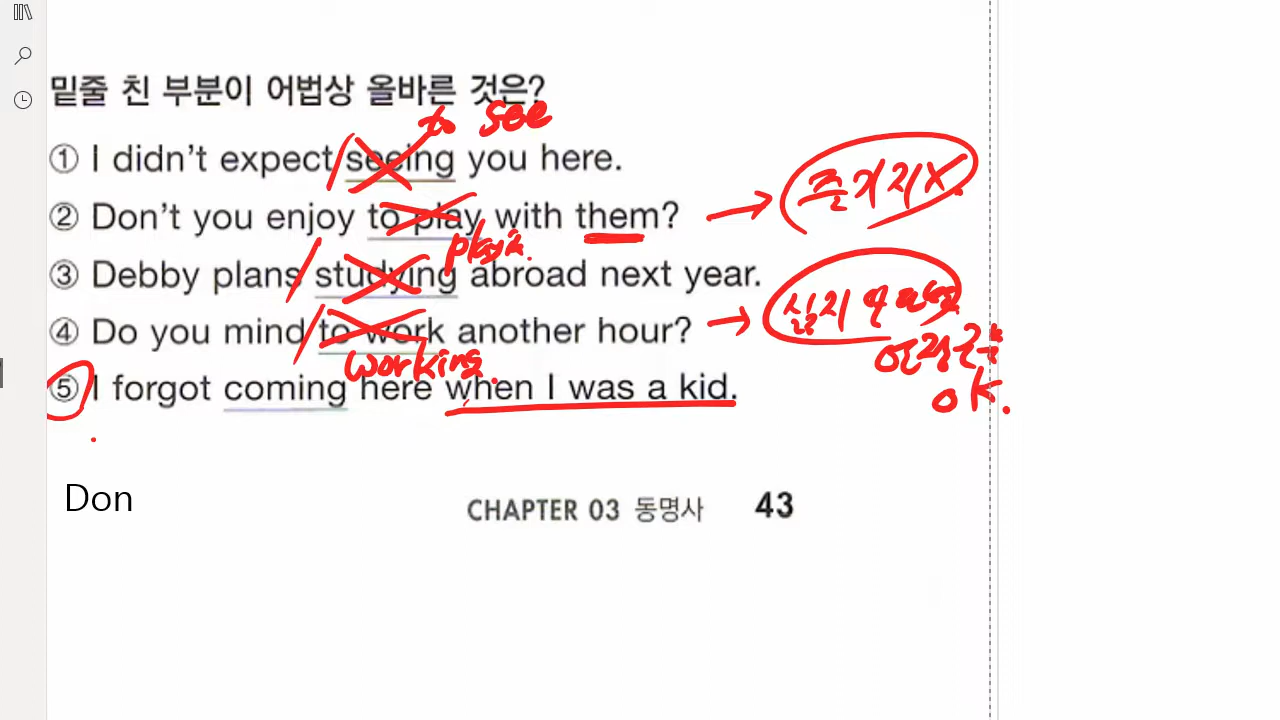 밑줄 친 부분이 어법상 올바른 것은?
to see
① I didn't expect seeing you here.
즐기지X.
② Don't you enjoy to play with them?
③ Debby plans studying abroad next year.
④ Do you mind to work another hour?
working.
OK.
⑤ I forgot coming here when I was a kid.
Don
CHAPTER 03 동명사 43